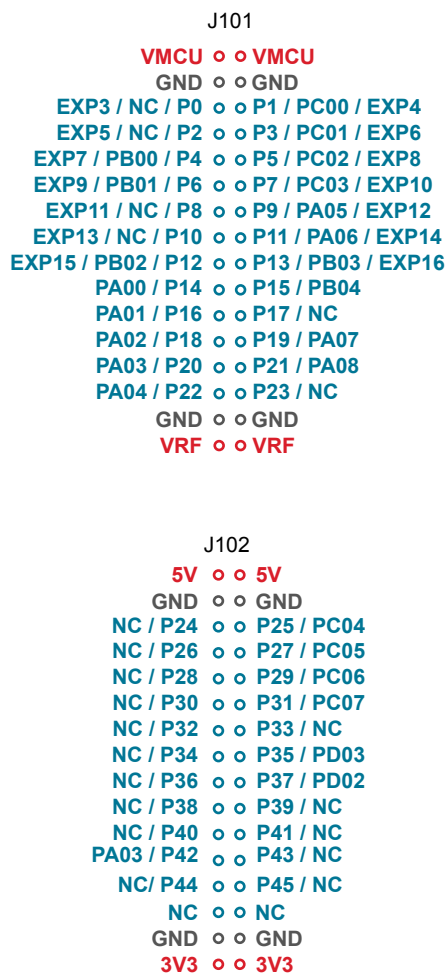 J101
VMCU VMCU
GND GND
EXP3 / NC / P0 P1 / PC00 / EXP4
EXP5 / NC / P2 P3 / PC01 / EXP6
EXP7 / PB00 / P4 P5 / PC02 / EXP8
EXP9 / PB01 / P6 P7 / PC03 / EXP10
EXP11 / NC / P8 P9 / PA05 / EXP12
EXP13 / NC / P10 P11 / PA06 / EXP14
EXP15 / PB02 / P12 P13 / PB03 / EXP16
PA00 / P14 P15 / PB04
PA01 / P16 P17 / NC
PA02 / P18 P19 / PA07
PA03 / P20 P21 / PA08
PA04 / P22 P23 / NC
GND GND
VRF VRF
J102
5V 5V
GND GND
NC / P24 P25 / PC04
NC / P26 P27 / PC05
NC / P28 P29 / PC06
NC / P30 P31 / PC07
NC / P32 P33 / NC
NC / P34 P35 / PD03
NC / P36 P37 / PD02
NC / P38 P39 / NC
NC / P40 P41 / NC
PA03 / P42 P43 / NC
NC/ P44 P45 / NC
NC NC
GND GND
3V3 3V3